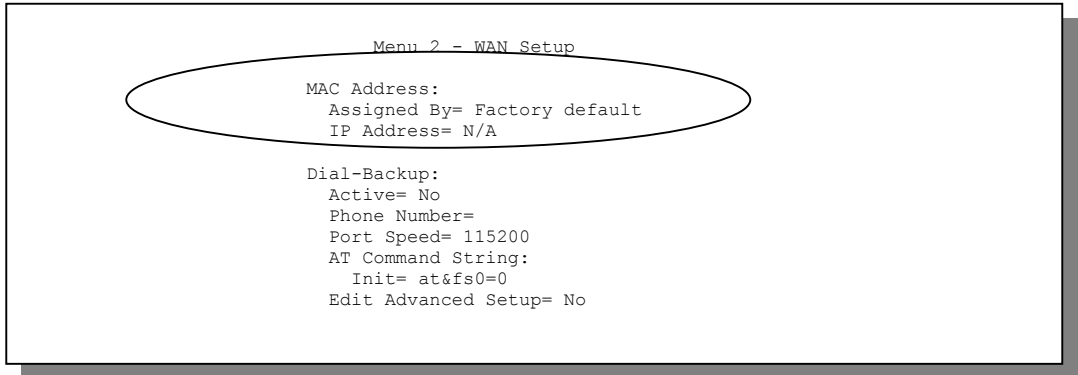 Menu 2 - WAN Setup
MAC Address:
Assigned By= Factory default
IP Address= N/A
Dial-Backup:
Active= No
Phone Number=
Port Speed= 115200
AT Command String:
Init= at&fs0=0
Edit Advanced Setup= No